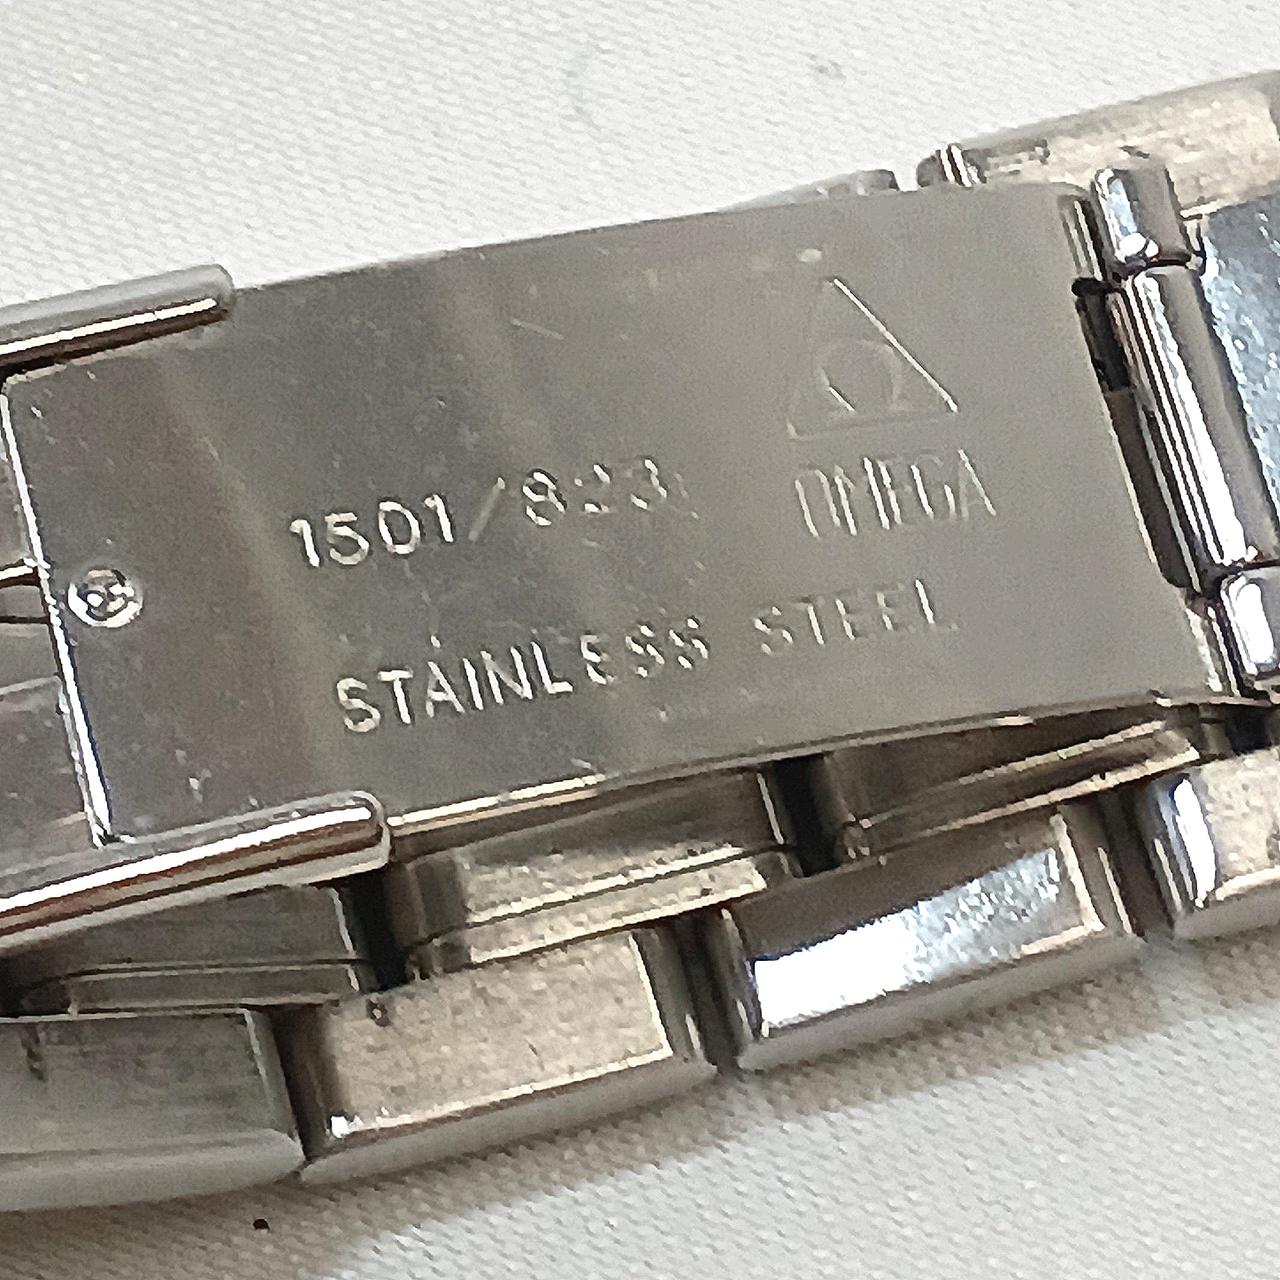 Ω
OMEGA
1501/823
STAINLESS STEEL